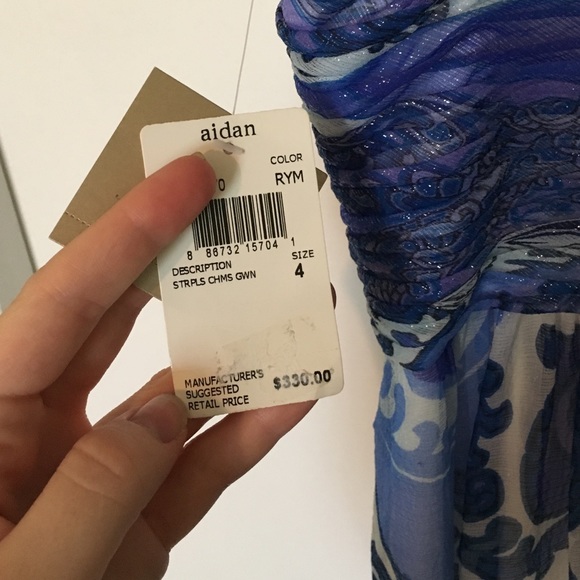 aidan
COLOR
0 RYM
8 86732 15704 1
DESCRIPTION SIZE
STRPLS CHMS GWN 4
MANUFACTURER'S
SUGGESTED $330.00
RETAIL PRICE